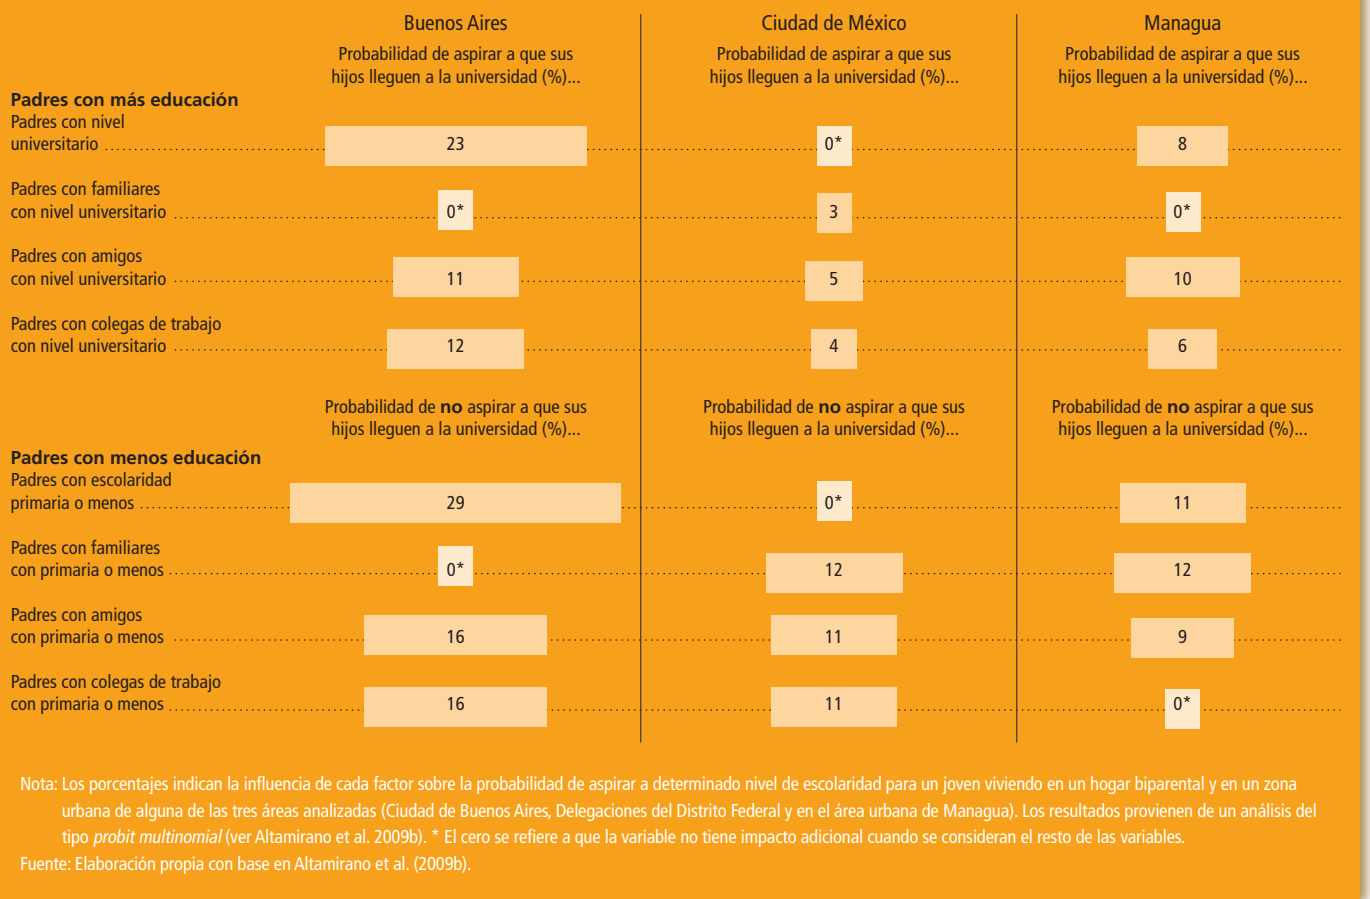 Buenos Aires
Ciudad de México
Managua
Probabilidad de aspirar a que sus
hijos lleguen a la universidad (%)...
Probabilidad de aspirar a que sus
hijos lleguen a la universidad (%)...
Probabilidad de aspirar a que sus
hijos lleguen a la universidad (%)...
Padres con más educación
Padres con nivel
universitario 23 0* 8
Padres con familiares
con nivel universitario 0* 3 0*
Padres con amigos
con nivel universitario 11 5 10
Padres con colegas de trabajo
con nivel universitario 12 4 6
Probabilidad de no aspirar a que sus
hijos lleguen a la universidad (%)...
Probabilidad de no aspirar a que sus
hijos lleguen a la universidad (%)...
Probabilidad de no aspirar a que sus
hijos lleguen a la universidad (%)...
Padres con menos educación
Padres con escolaridad
primaria o menos 29 0* 11
Padres con familiares
con primaria o menos 0* 12 12
Padres con amigos
con primaria o menos 16 11 9
Padres con colegas de trabajo
con primaria o menos 16 11 0*
Nota: Los porcentajes indican la influencia de cada factor sobre la probabilidad de aspirar a determinado nivel de escolaridad para un joven viviendo en un hogar biparental y en un zona
urbana de alguna de las tres áreas analizadas (Ciudad de Buenos Aires, Delegaciones del Distrito Federal y en el área urbana de Managua). Los resultados provienen de un análisis del
tipo probit multinomial (ver Altamirano et al. 2009b). * El cero se refiere a que la variable no tiene impacto adicional cuando se consideran el resto de las variables.
Fuente: Elaboración propia con base en Altamirano et al. (2009b).